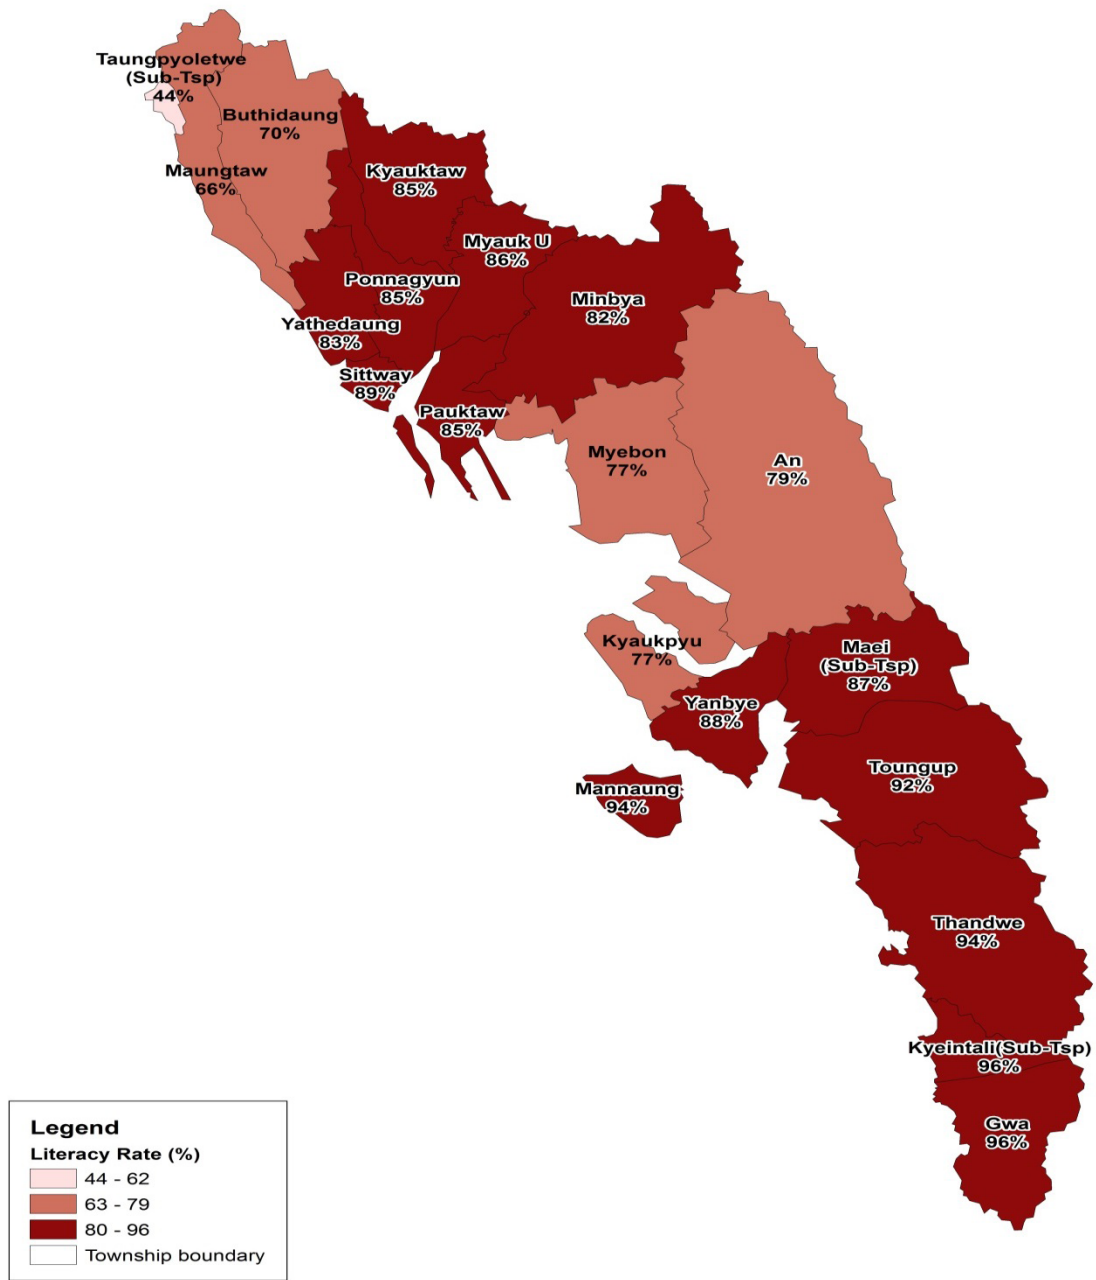 Taungpyoletwe
(Sub-Tsp)
44%
Buthidaung
70%
Maungtaw
66%
Kyauktaw
85%
Myauk U
86%
Ponnagyun
85%
Minbya
82%
Yathedaung
83%
Sittway
89%
Pauktaw
85%
Myebon
77%
An
79%
Kyaukpyu
77%
Maei
(Sub-Tsp)
87%
Yanbye
88%
Toungup
92%
Mannaung
94%
Thandwe
94%
Kyeintali(Sub-Tsp)
96%
Gwa
96%
Legend
Literacy Rate (%)
44 - 62
63 - 79
80 - 96
Township boundary